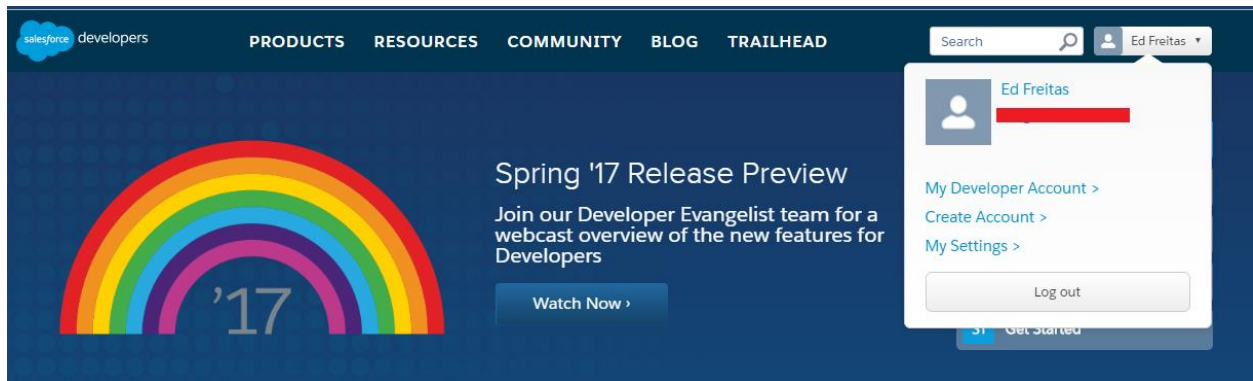 salesforce developers
PRODUCTS RESOURCES COMMUNITY BLOG TRAILHEAD
Search
Ed Freitas
Ed Freitas
Spring '17 Release Preview
Join our Developer Evangelist team for a
webcast overview of the new features for
Developers
Watch Now ›
'17
My Developer Account >
Create Account >
My Settings >
Log out
Get Started